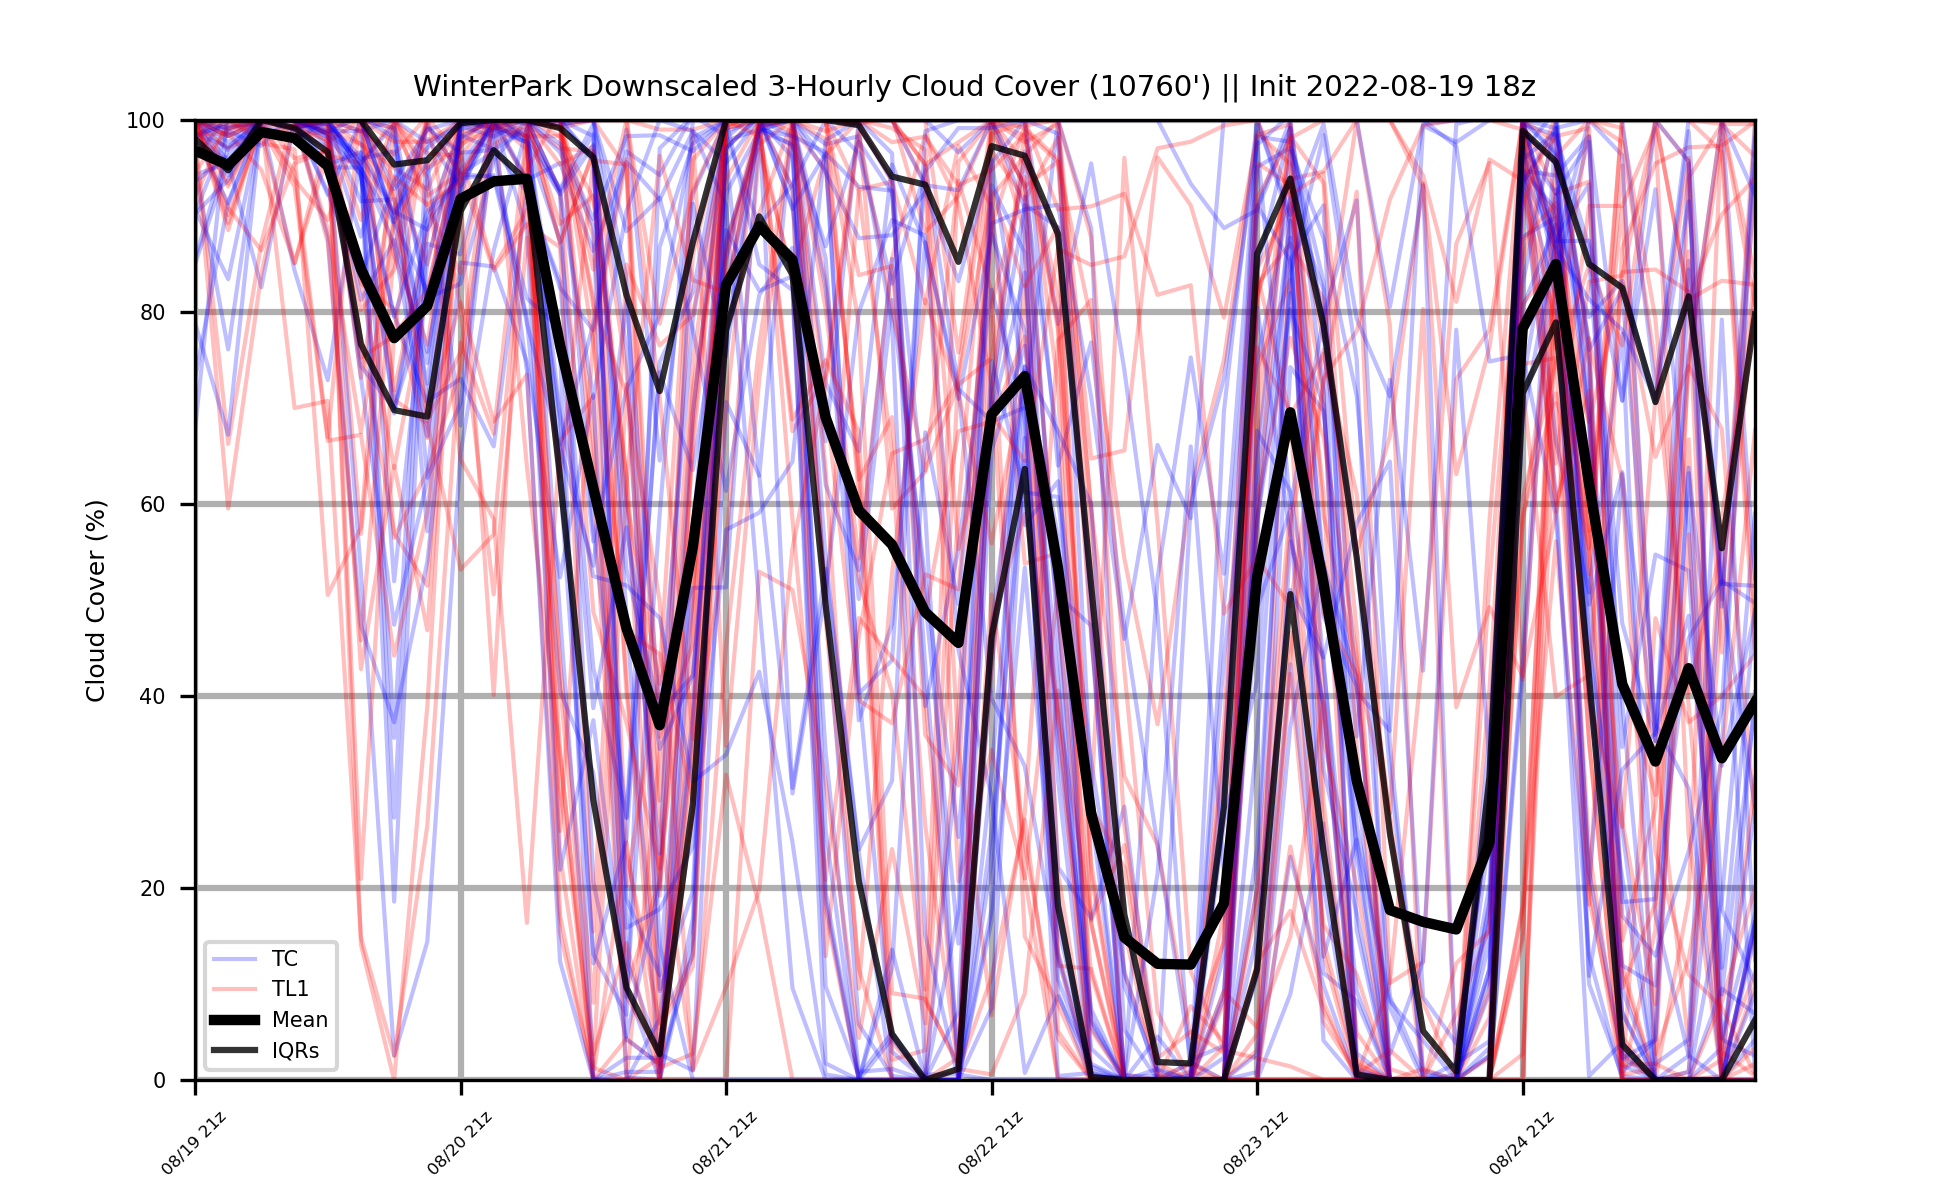 WinterPark Downscaled 3-Hourly Cloud Cover (10760') || Init 2022-08-19 18z
Cloud Cover (%)
100
80
60
40
20
0
TC
TL1
Mean
IQRs
08/19 21z
08/20 21z
08/21 21z
08/22 21z
08/23 21z
08/24 21z